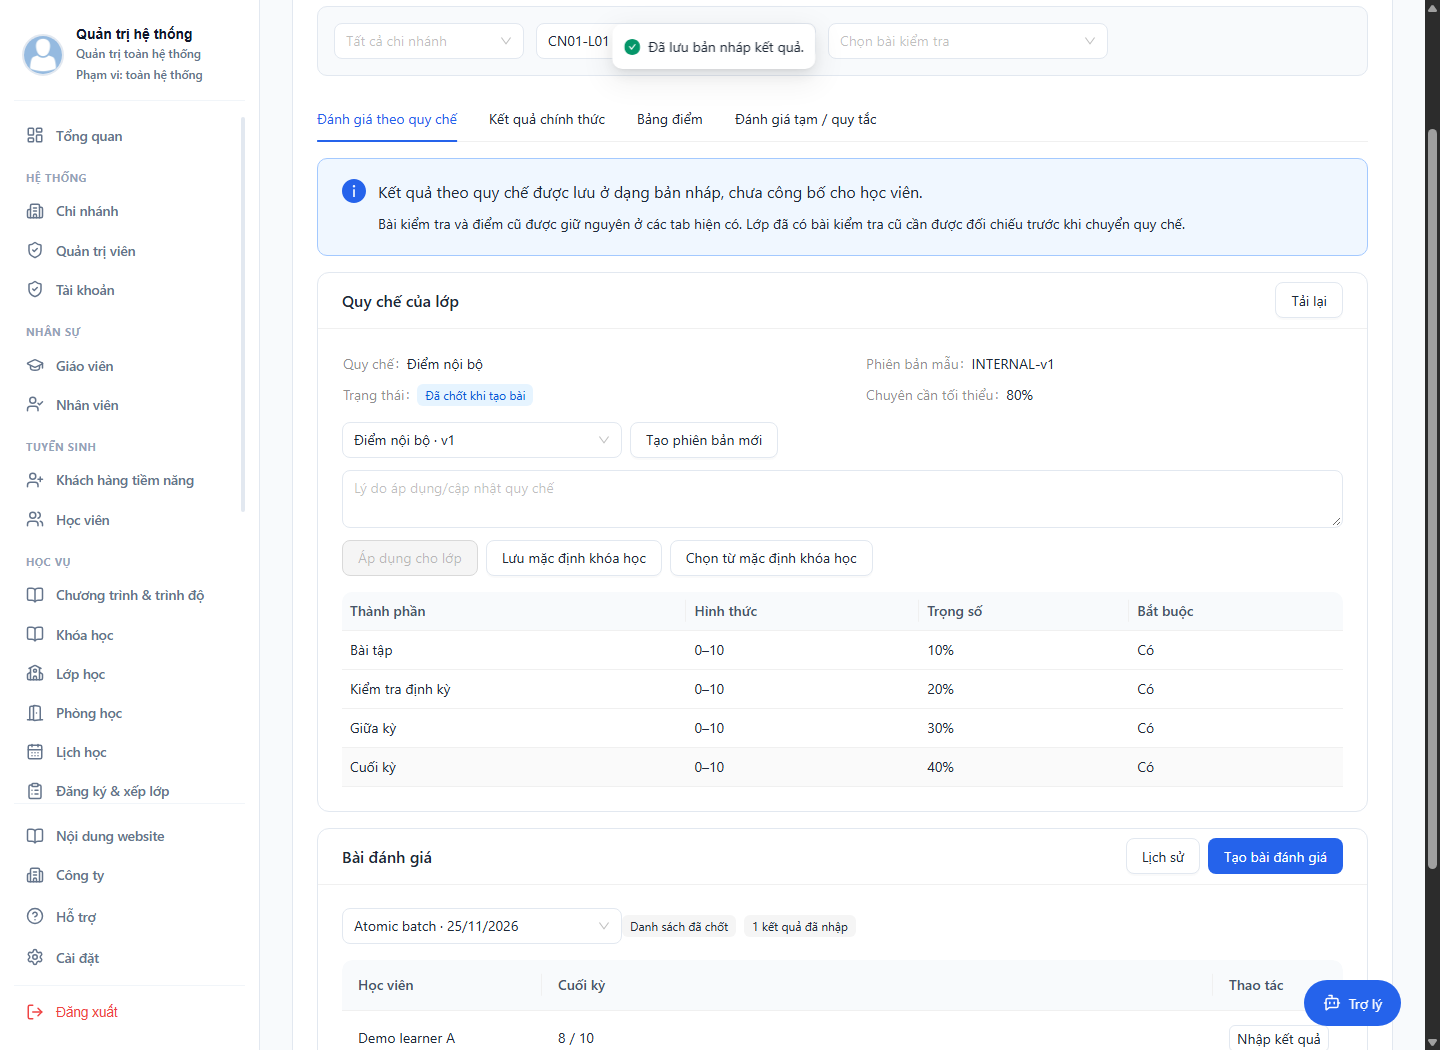 Quản trị hệ thống
Quản trị toàn hệ thống
Phạm vi: toàn hệ thống
Tổng quan
HỆ THỐNG
Chi nhánh
Quản trị viên
Tài khoản
NHÂN SỰ
Giáo viên
Nhân viên
TUYỂN SINH
Khách hàng tiềm năng
Học viên
HỌC VỤ
Chương trình & trình độ
Khóa học
Lớp học
Phòng học
Lịch học
Đăng ký & xếp lớp
Nội dung website
Công ty
Hỗ trợ
Cài đặt
Đăng xuất
Tất cả chi nhánh
CN01-L01
Đã lưu bản nháp kết quả.
Chọn bài kiểm tra
Đánh giá theo quy chế
Kết quả chính thức
Bảng điểm
Đánh giá tạm / quy tắc
Kết quả theo quy chế được lưu ở dạng bản nháp, chưa công bố cho học viên.
Bài kiểm tra và điểm cũ được giữ nguyên ở các tab hiện có. Lớp đã có bài kiểm tra cũ cần được đối chiếu trước khi chuyển quy chế.
Quy chế của lớp
Tải lại
Quy chế: Điểm nội bộ
Phiên bản mẫu: INTERNAL-v1
Trạng thái: Đã chốt khi tạo bài
Chuyên cần tối thiểu: 80%
Điểm nội bộ · v1
Tạo phiên bản mới
Lý do áp dụng/cập nhật quy chế
Áp dụng cho lớp
Lưu mặc định khóa học
Chọn từ mặc định khóa học
Thành phần Hình thức Trọng số Bắt buộc
Bài tập 0–10 10% Có
Kiểm tra định kỳ 0–10 20% Có
Giữa kỳ 0–10 30% Có
Cuối kỳ 0–10 40% Có
Bài đánh giá
Lịch sử
Tạo bài đánh giá
Atomic batch · 25/11/2026
Danh sách đã chốt
1 kết quả đã nhập
Học viên Cuối kỳ Thao tác
Demo learner A 8 / 10 Nhập kết quả
Trợ lý